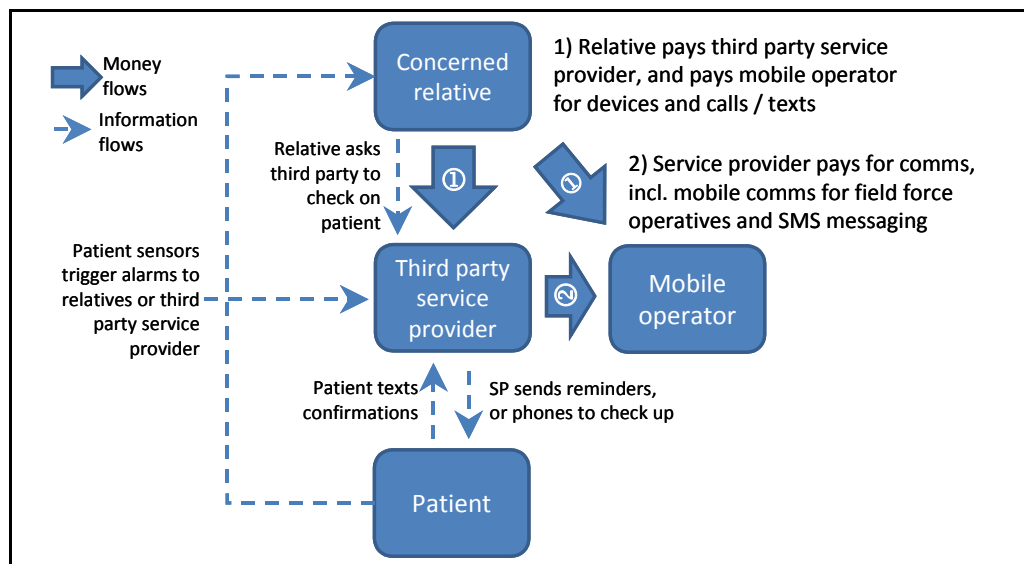 Money
flows
Information
flows
Concerned
relative
1) Relative pays third party service
provider, and pays mobile operator
for devices and calls / texts
Relative asks
third party to
check on
patient
①
①
2) Service provider pays for comms,
incl. mobile comms for field force
operatives and SMS messaging
Patient sensors
trigger alarms to
relatives or third
party service
provider
Third party
service
provider
②
Mobile
operator
Patient texts
confirmations
SP sends reminders,
or phones to check up
Patient